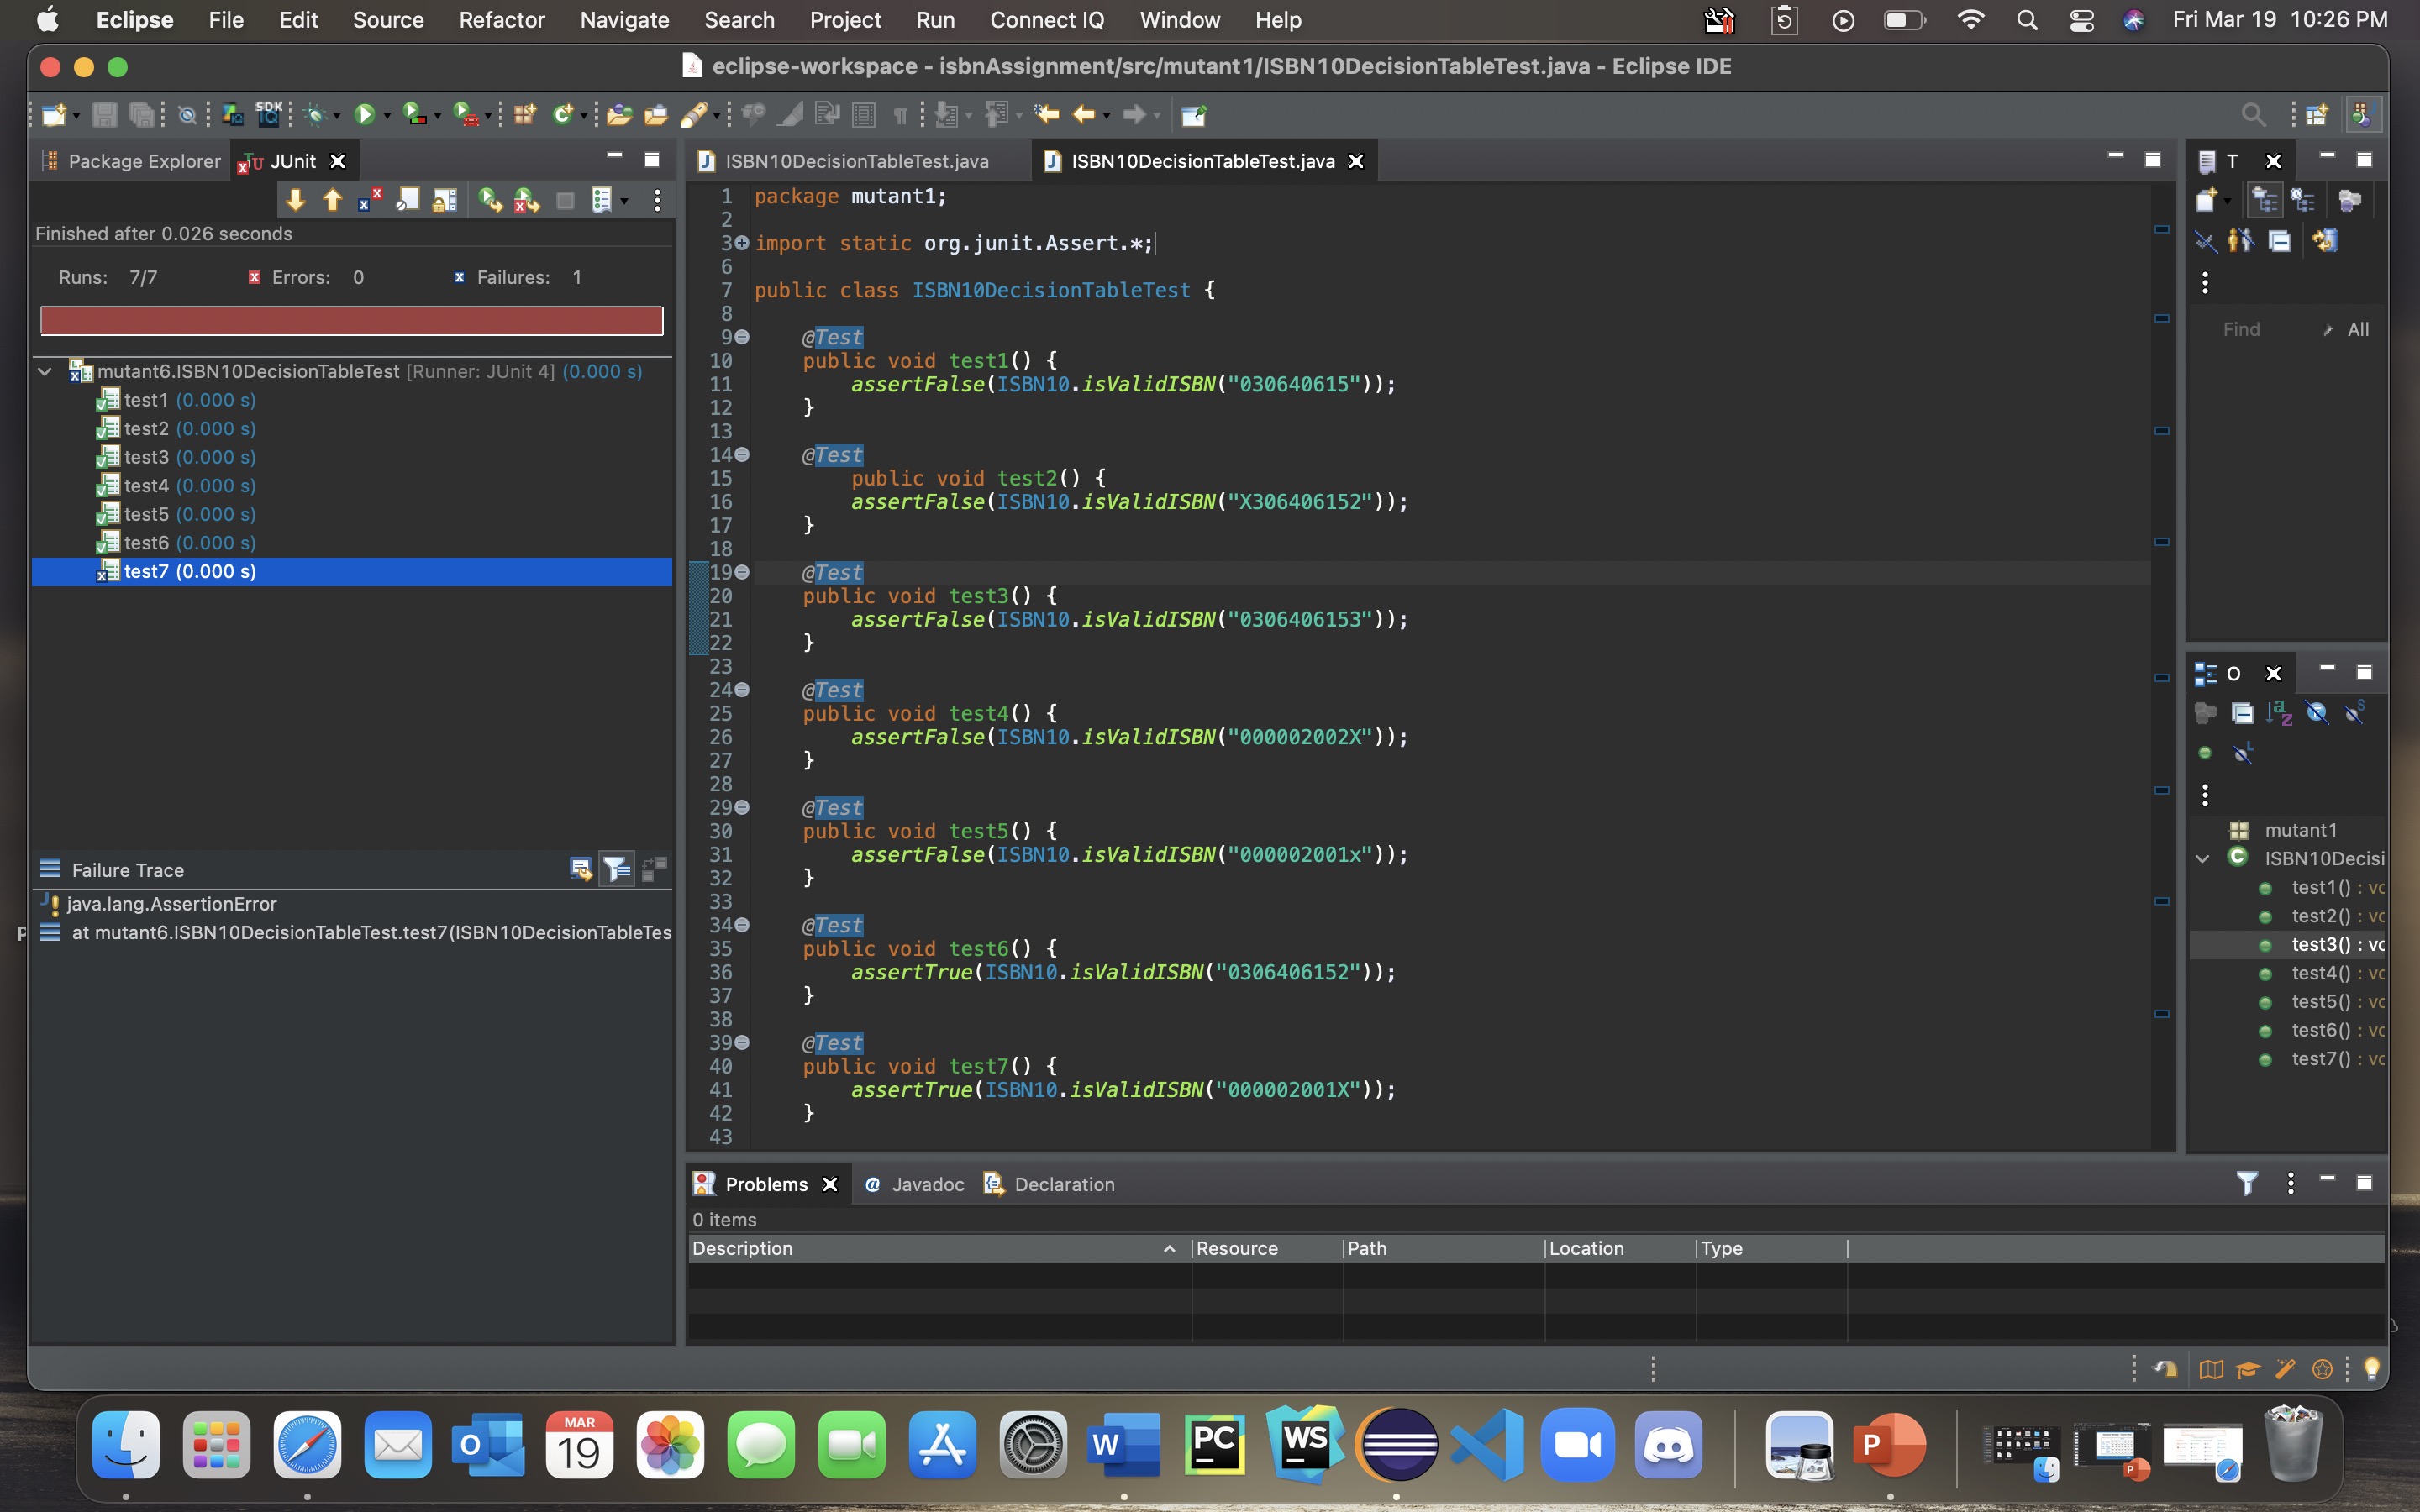 Eclipse File Edit Source Refactor Navigate Search Project Run Connect IQ Window Help Fri Mar 19 10:26 PM
eclipse-workspace - isbnAssignment/src/mutant1/ISBN10DecisionTableTest.java - Eclipse IDE
SDK
IQ
Package Explorer JUnit
Finished after 0.026 seconds
Runs: 7/7 Errors: 0 Failures: 1
mutant6.ISBN10DecisionTableTest [Runner: JUnit 4] (0.000 s)
test1 (0.000 s)
test2 (0.000 s)
test3 (0.000 s)
test4 (0.000 s)
test5 (0.000 s)
test6 (0.000 s)
test7 (0.000 s)
Failure Trace
java.lang.AssertionError
at mutant6.ISBN10DecisionTableTest.test7(ISBN10DecisionTableTes
ISBN10DecisionTableTest.java ISBN10DecisionTableTest.java
1 package mutant1;
2
3 import static org.junit.Assert.*;
6
7 public class ISBN10DecisionTableTest {
8
9 @Test
10 public void test1() {
11 assertFalse(ISBN10.isValidISBN("030640615"));
12 }
13
14 @Test
15 public void test2() {
16 assertFalse(ISBN10.isValidISBN("X306406152"));
17 }
18
19 @Test
20 public void test3() {
21 assertFalse(ISBN10.isValidISBN("0306406153"));
22 }
23
24 @Test
25 public void test4() {
26 assertFalse(ISBN10.isValidISBN("000002002X"));
27 }
28
29 @Test
30 public void test5() {
31 assertFalse(ISBN10.isValidISBN("000002001x"));
32 }
33
34 @Test
35 public void test6() {
36 assertTrue(ISBN10.isValidISBN("0306406152"));
37 }
38
39 @Test
40 public void test7() {
41 assertTrue(ISBN10.isValidISBN("000002001X"));
42 }
43
T
Find All
O
mutant1
ISBN10Decisi
test1() : vo
test2() : vo
test3() : vo
test4() : vo
test5() : vo
test6() : vo
test7() : vo
Problems @ Javadoc Declaration
0 items
Description Resource Path Location Type
MAR
19
O
W
PC
WS
P